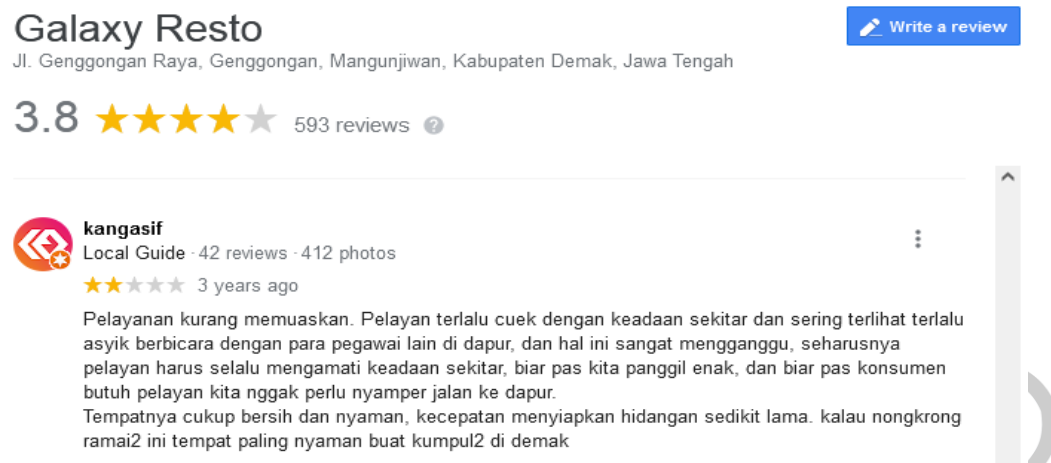 Galaxy Resto
Write a review
Jl. Genggongan Raya, Genggongan, Mangunjiwan, Kabupaten Demak, Jawa Tengah
3.8
593 reviews ?
kangasif
Local Guide · 42 reviews · 412 photos
3 years ago
Pelayanan kurang memuaskan. Pelayan terlalu cuek dengan keadaan sekitar dan sering terlihat terlalu
asyik berbicara dengan para pegawai lain di dapur, dan hal ini sangat mengganggu, seharusnya
pelayan harus selalu mengamati keadaan sekitar, biar pas kita panggil enak, dan biar pas konsumen
butuh pelayan kita nggak perlu nyamper jalan ke dapur.
Tempatnya cukup bersih dan nyaman, kecepatan menyiapkan hidangan sedikit lama. kalau nongkrong
ramai2 ini tempat paling nyaman buat kumpul2 di demak